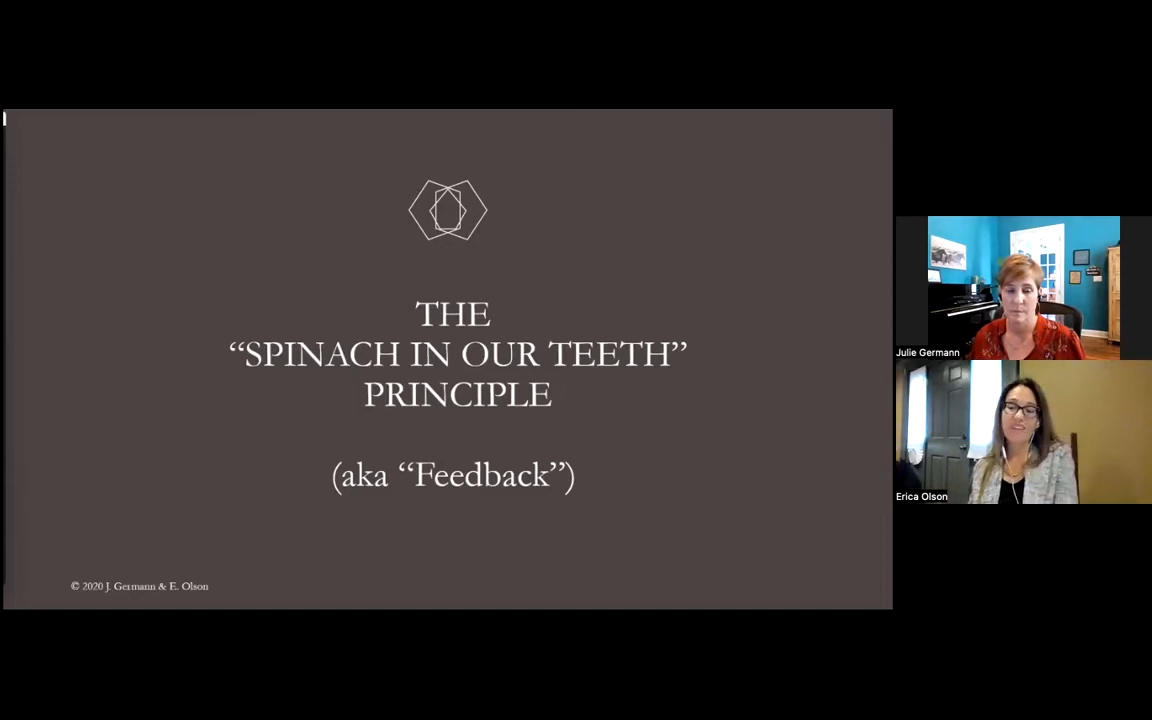 THE
“SPINACH IN OUR TEETH”
PRINCIPLE
(aka “Feedback”)
© 2020 J. Germann & E. Olson
Julie Germann
Erica Olson